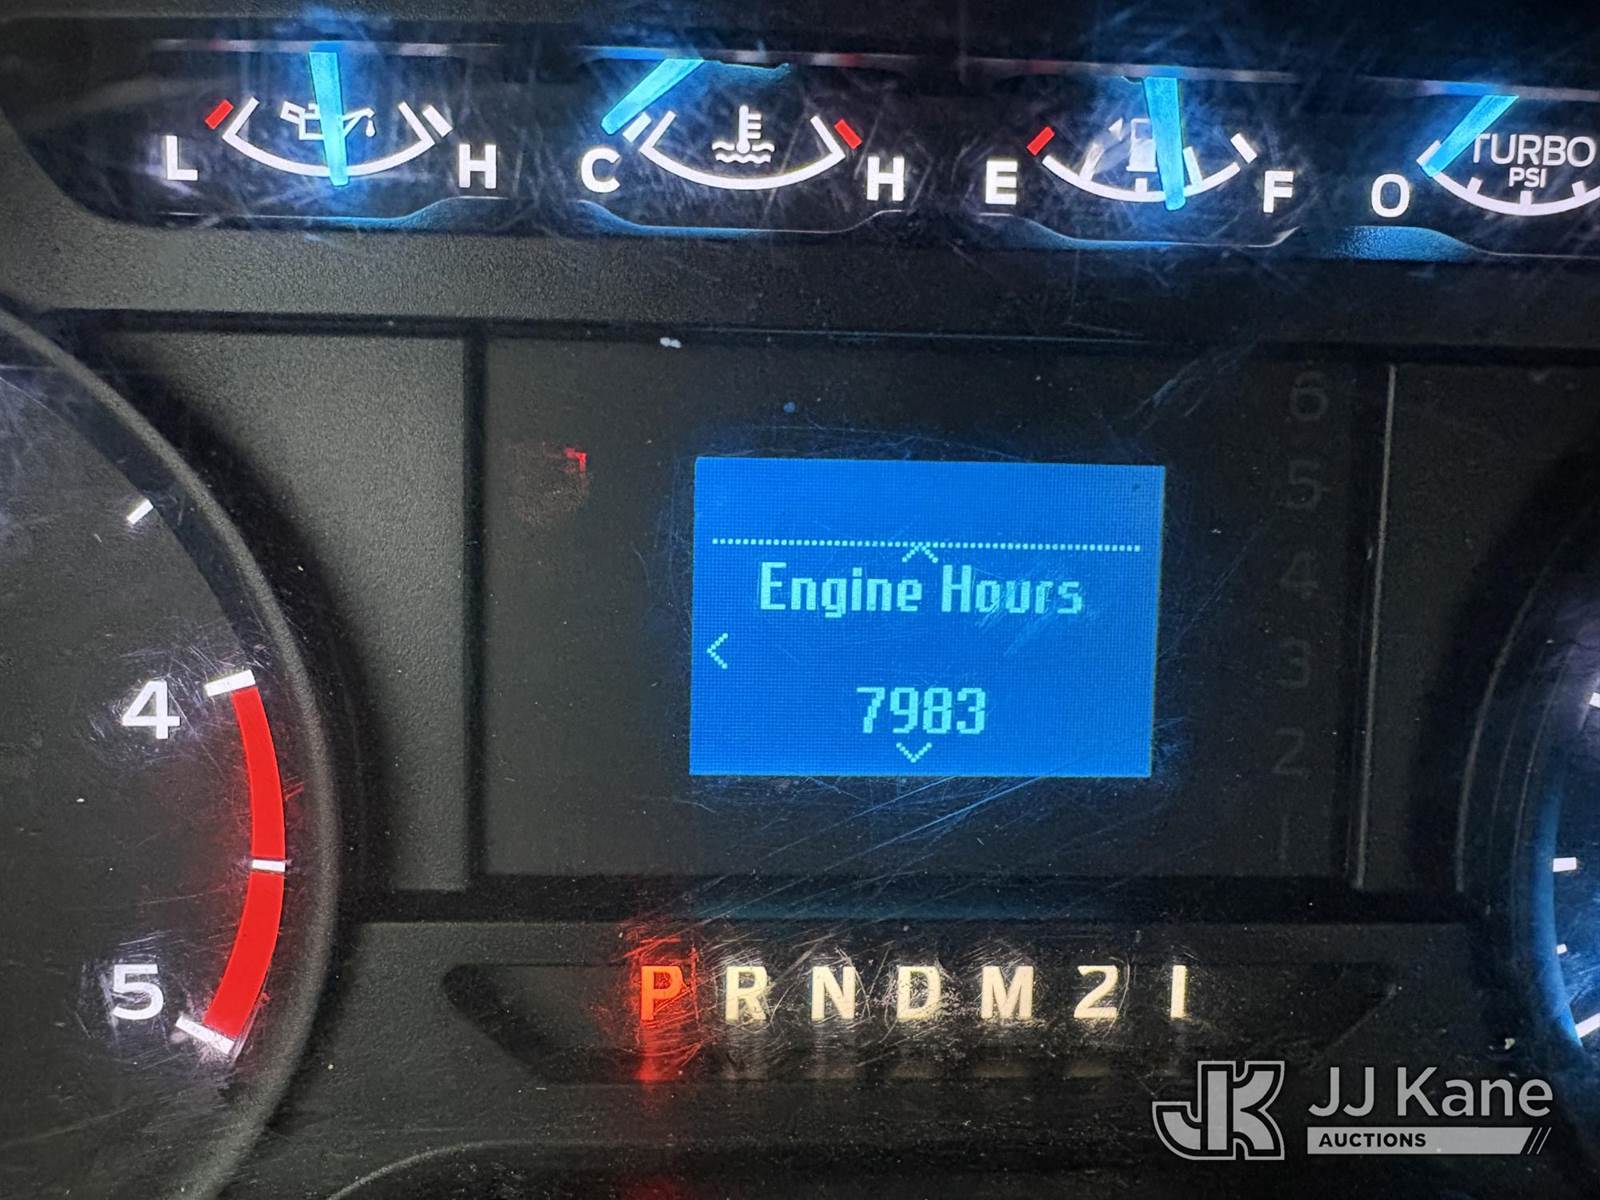 L H C H E F O TURBO
PSI
6
5
Engine Hours
4
3
7983
2
1
4
5
P R N D M 2 1
JJ Kane
AUCTIONS